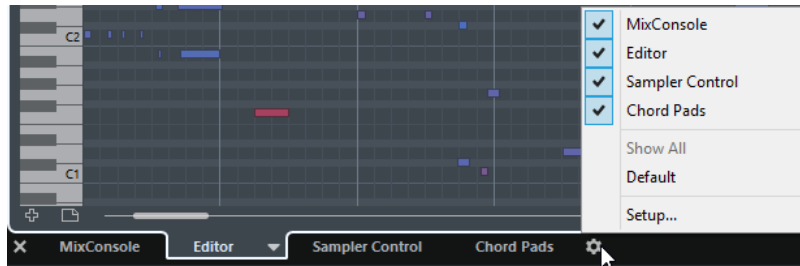 C2
C1
MixConsole
Editor
Sampler Control
Chord Pads
Show All
Default
Setup...
MixConsole Editor Sampler Control Chord Pads